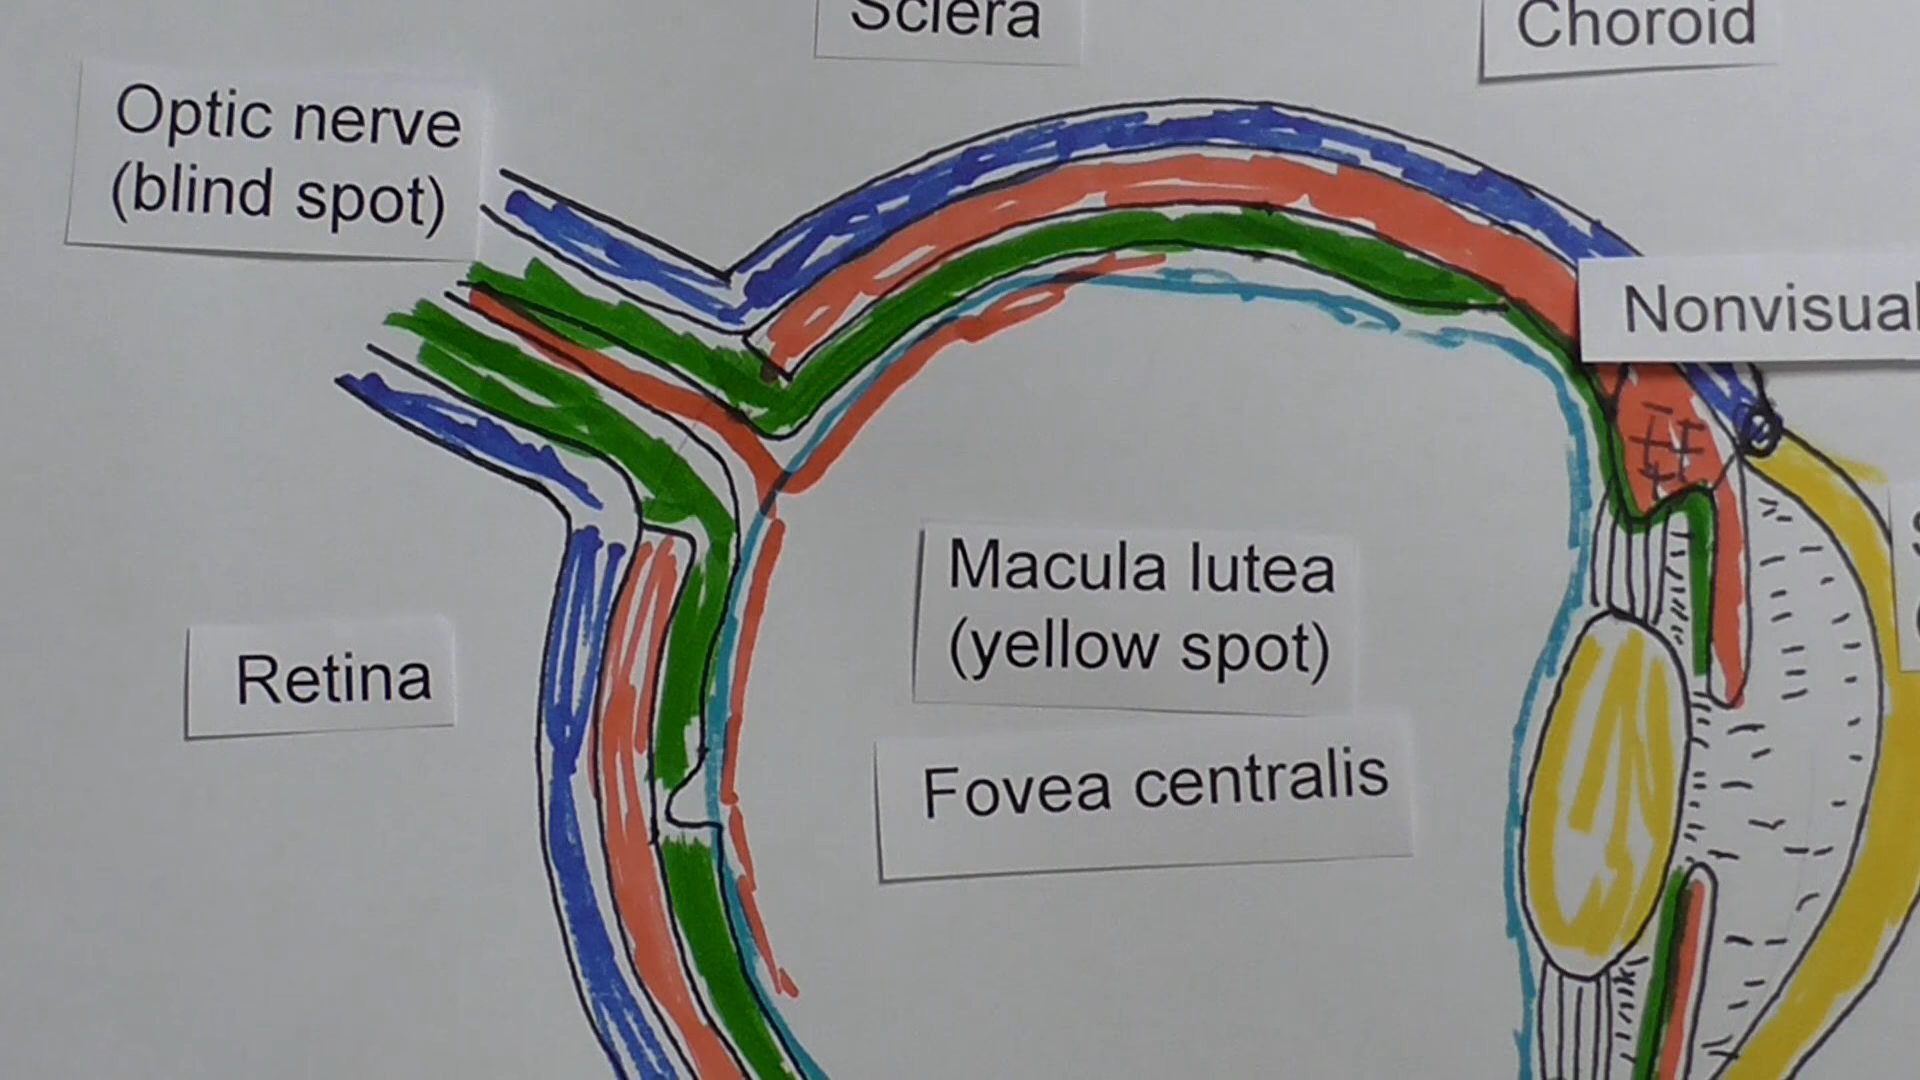 Sclera
Choroid
Optic nerve
(blind spot)
Nonvisual
Macula lutea
(yellow spot)
Retina
Fovea centralis